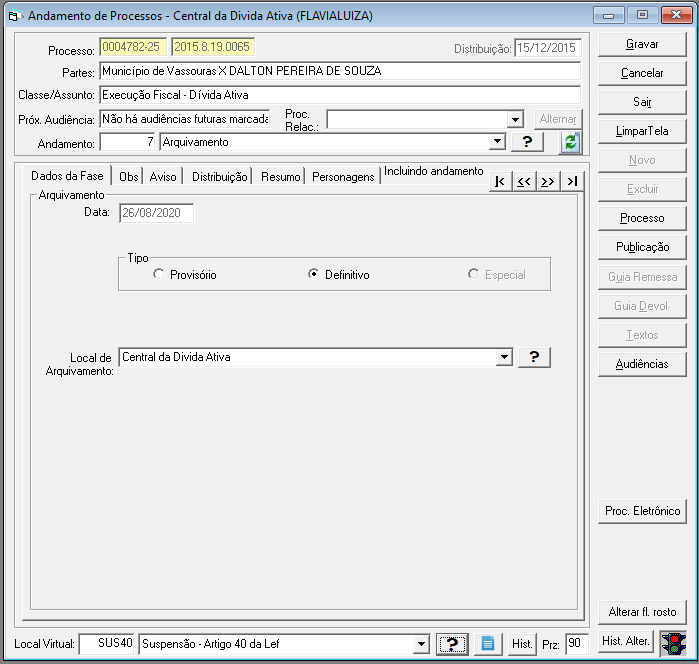 Andamento de Processos - Central da Divida Ativa (FLAVIALUIZA)
Processo: 0004782-25 2015.8.19.0065 Distribuição: 15/12/2015
Partes: Município de Vassouras X DALTON PEREIRA DE SOUZA
Classe/Assunto: Execução Fiscal - Dívida Ativa
Próx. Audiência: Não há audiências futuras marcada Proc. Relac.: Alternar
Andamento: 7 Arquivamento ?
Dados da Fase Obs Aviso Distribuição Resumo Personagens Incluindo andamento |< << >> >|
Arquivamento
Data: 26/08/2020
Tipo
Provisório Definitivo Especial
Local de Arquivamento: Central da Divida Ativa ?
Gravar
Cancelar
Sair
LimparTela
Novo
Excluir
Processo
Publicação
Guia Remessa
Guia Devol.
Textos
Audiências
Proc. Eletrônico
Alterar fl. rosto
Local Virtual: SUS40 Suspensão - Artigo 40 da Lef ? Hist. Prz: 90 Hist. Alter.